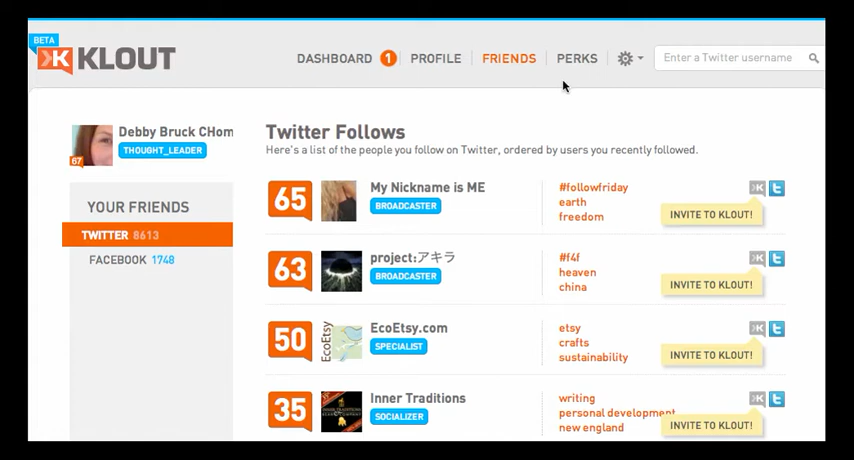 BETA
KLOUT
DASHBOARD 1 PROFILE FRIENDS PERKS
Enter a Twitter username
Debby Bruck CHom
THOUGHT_LEADER
67
YOUR FRIENDS
TWITTER 8613
FACEBOOK 1748
Twitter Follows
Here's a list of the people you follow on Twitter, ordered by users you recently followed.
65
My Nickname is ME
BROADCASTER
#followfriday
earth
freedom
INVITE TO KLOUT!
63
project:アキラ
BROADCASTER
#f4f
heaven
china
INVITE TO KLOUT!
50
EcoEtsy
EcoEtsy.com
SPECIALIST
etsy
crafts
sustainability
INVITE TO KLOUT!
35
INNER TRADITIONS
Inner Traditions
SOCIALIZER
writing
personal development
new england
INVITE TO KLOUT!